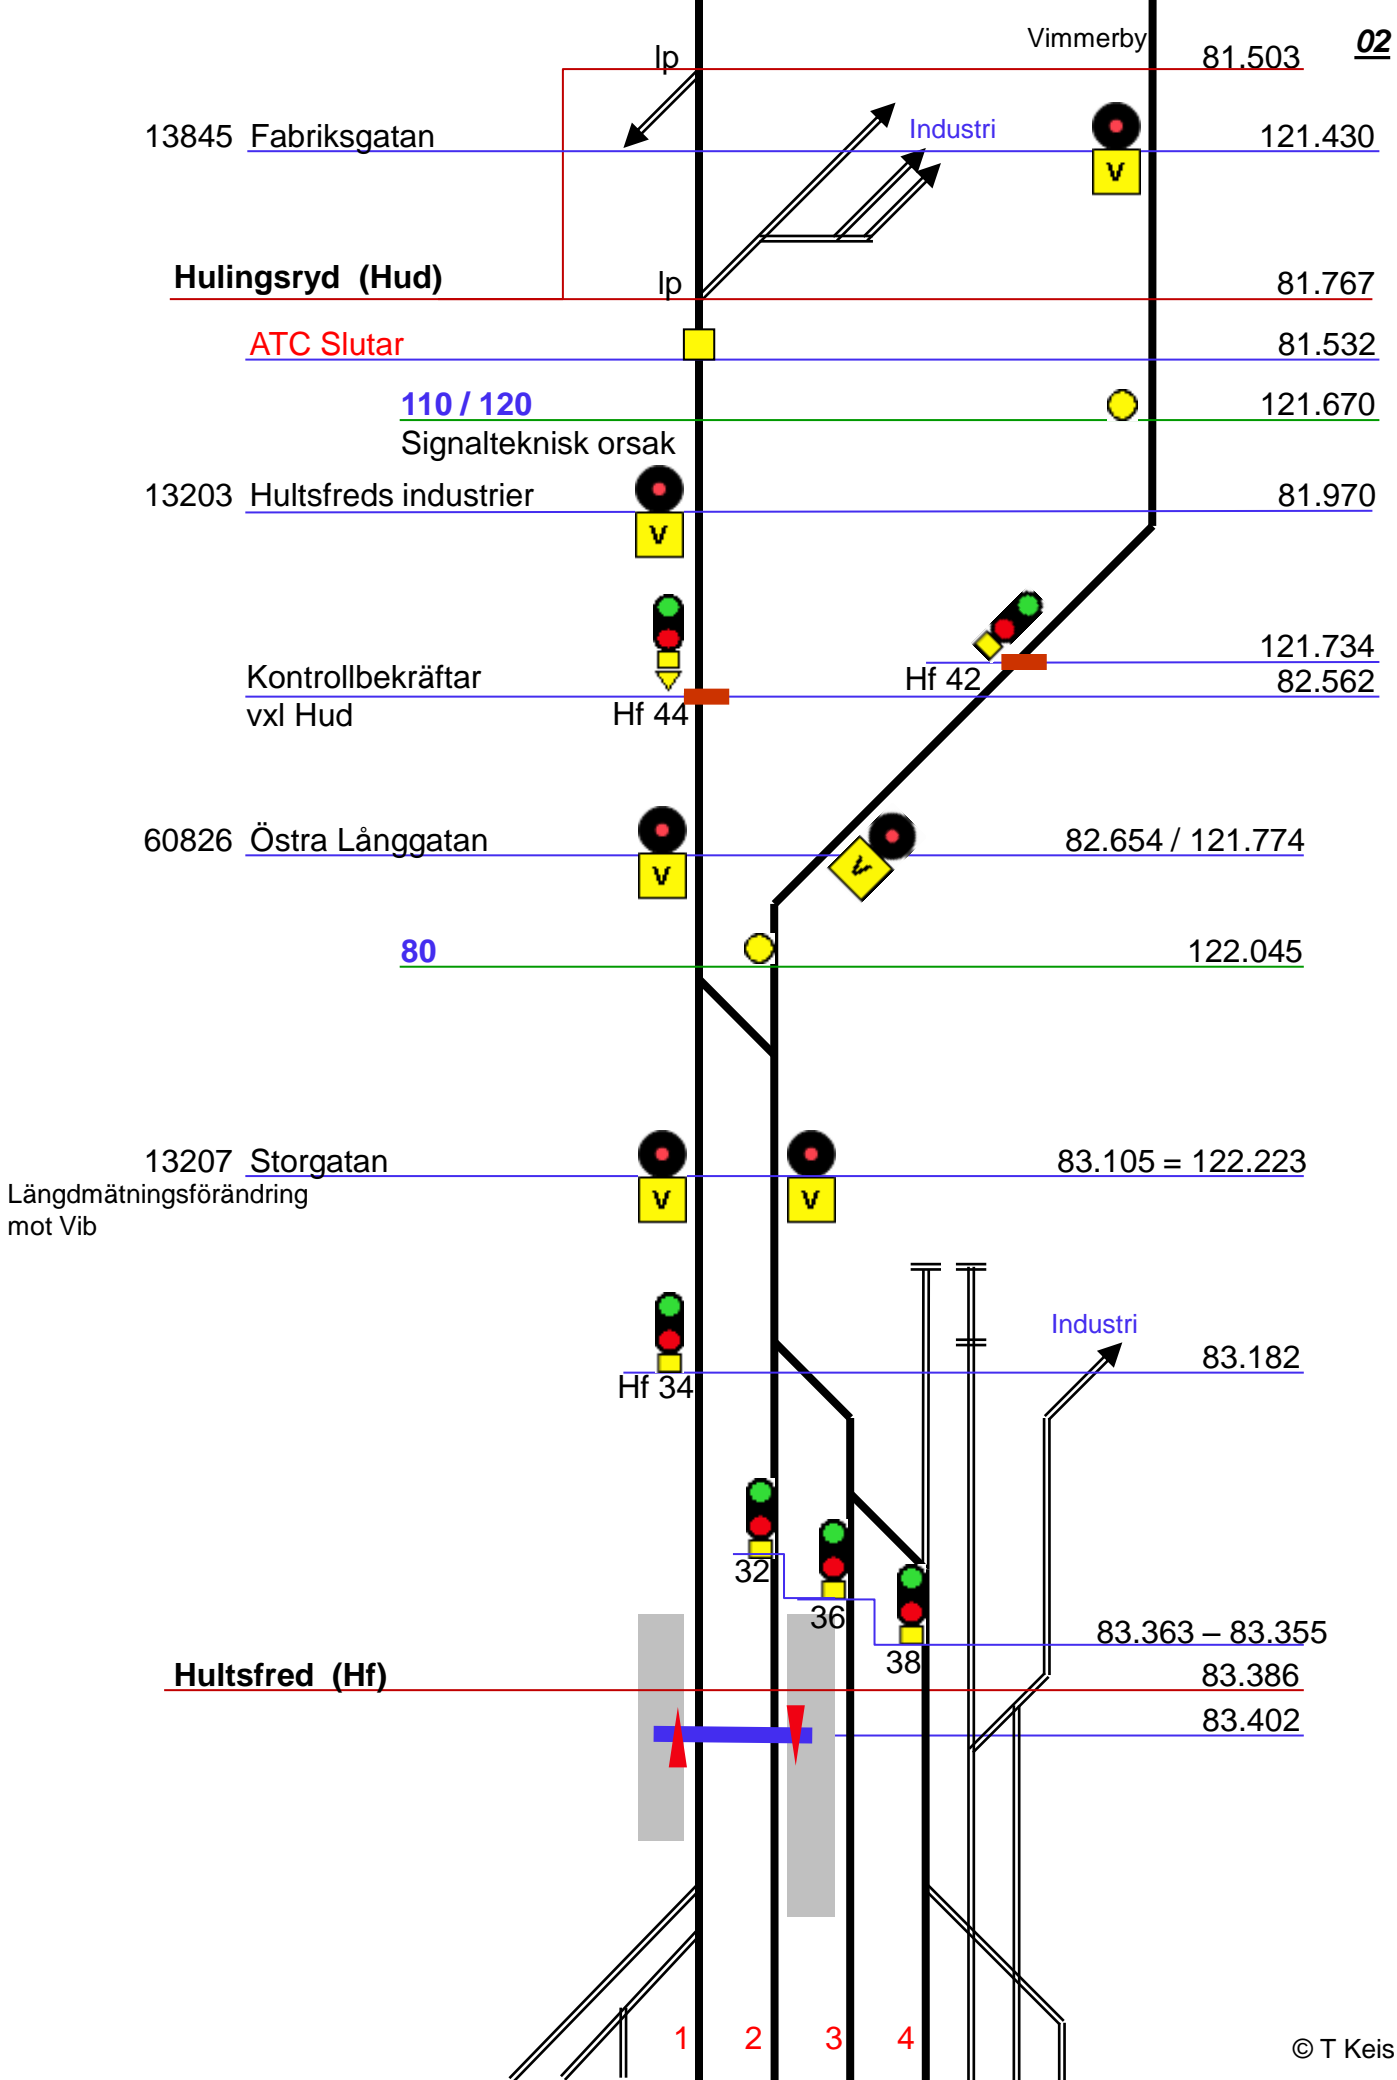 Vimmerby
02
lp
81.503
13845 Fabriksgatan
Industri
121.430
V
Hulingsryd (Hud)
lp
81.767
ATC Slutar
81.532
110 / 120
121.670
Signalteknisk orsak
13203 Hultsfreds industrier
81.970
V
121.734
Kontrollbekräftar
Hf 42
82.562
vxl Hud
Hf 44
60826 Östra Långgatan
82.654 / 121.774
V
V
80
122.045
13207 Storgatan
83.105 = 122.223
Längdmätningsförändring
V
V
mot Vib
Industri
83.182
Hf 34
32
36
83.363 – 83.355
38
Hultsfred (Hf)
83.386
83.402
1
2
3
4
© T Keis